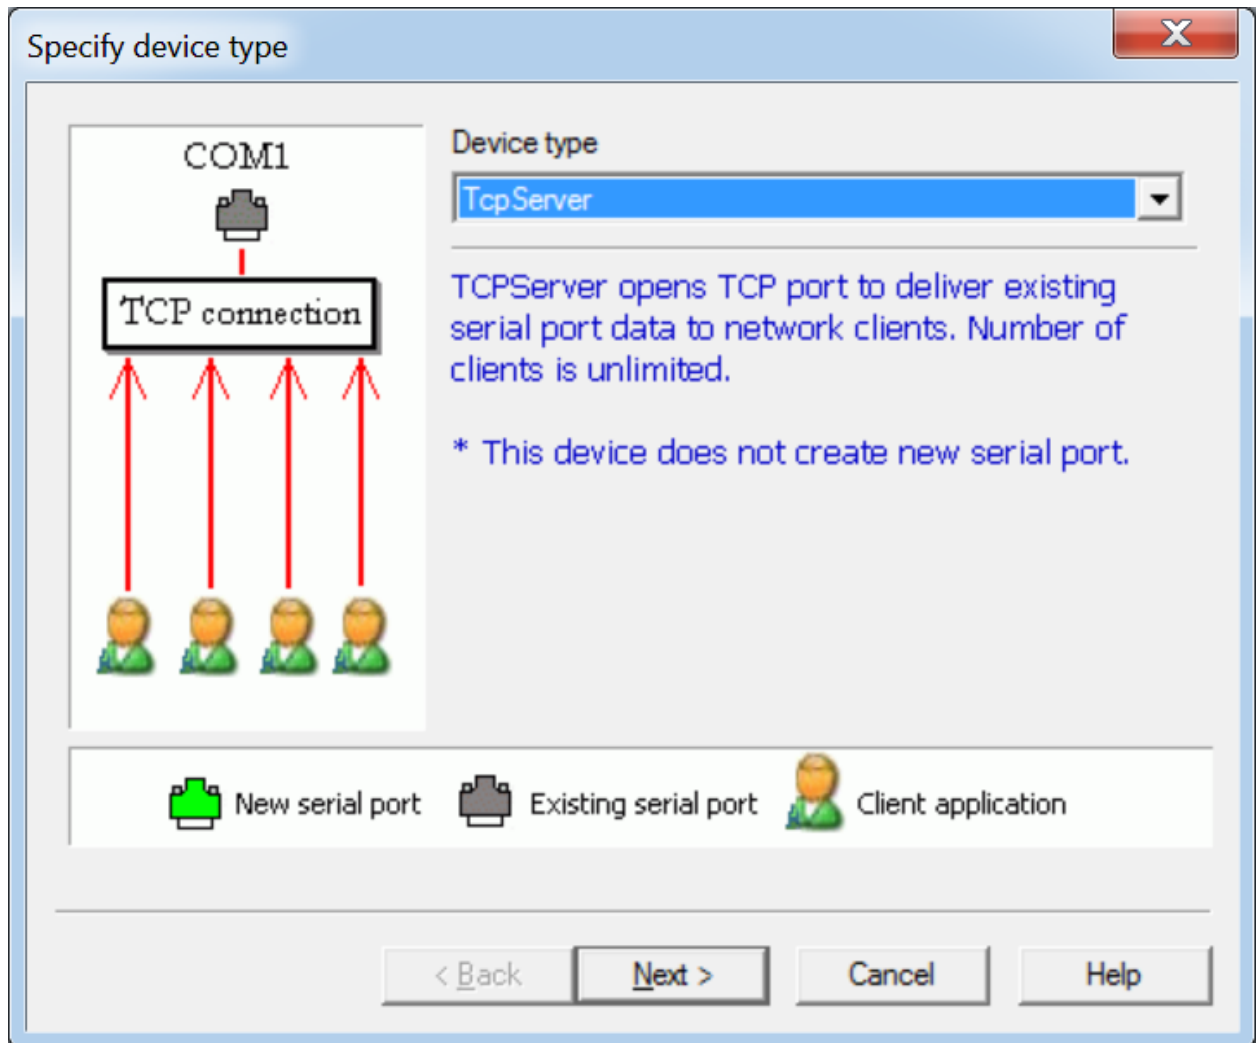 Specify device type
COM1
TCP connection
Device type
TcpServer
TCPServer opens TCP port to deliver existing
serial port data to network clients. Number of
clients is unlimited.
* This device does not create new serial port.
New serial port
Existing serial port
Client application
< Back
Next >
Cancel
Help